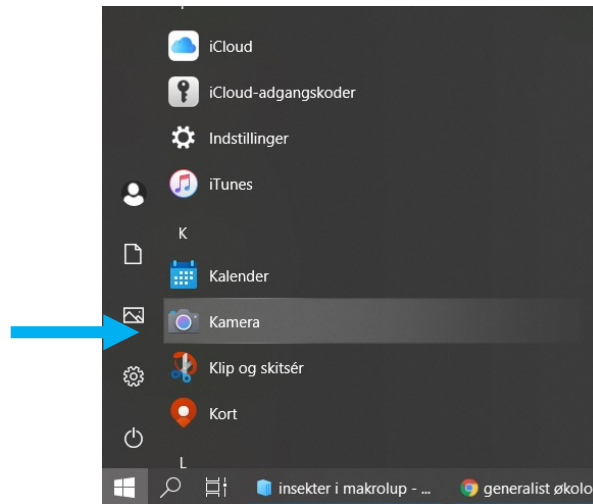 iCloud
iCloud-adgangskoder
Indstillinger
iTunes
K
Kalender
Kamera
Klip og skitsér
Kort
L
insekter i makrolup - ...
generalist økolo